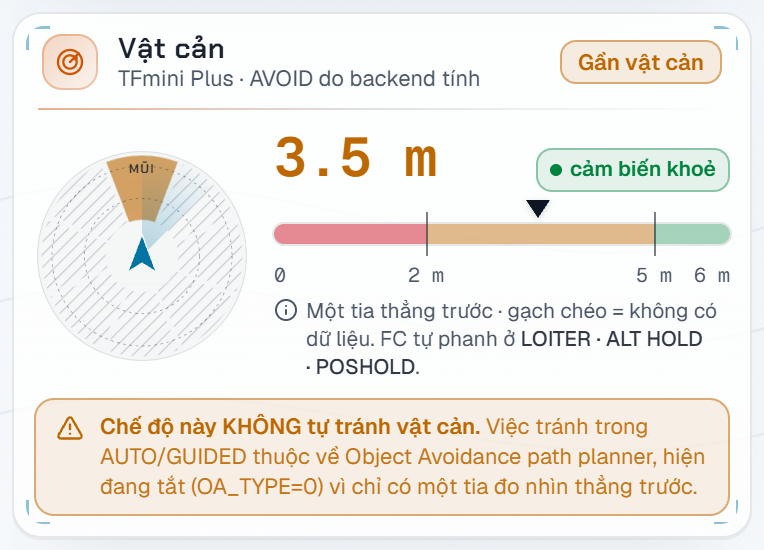 Vật cản
TFmini Plus · AVOID do backend tính
Gần vật cản
MŨI
3.5 m
cảm biến khoẻ
0 2 m 5 m 6 m
Một tia thẳng trước · gạch chéo = không có
dữ liệu. FC tự phanh ở LOITER · ALT HOLD
· POSHOLD.
Chế độ này KHÔNG tự tránh vật cản. Việc tránh trong
AUTO/GUIDED thuộc về Object Avoidance path planner, hiện
đang tắt (OA_TYPE=0) vì chỉ có một tia đo nhìn thẳng trước.